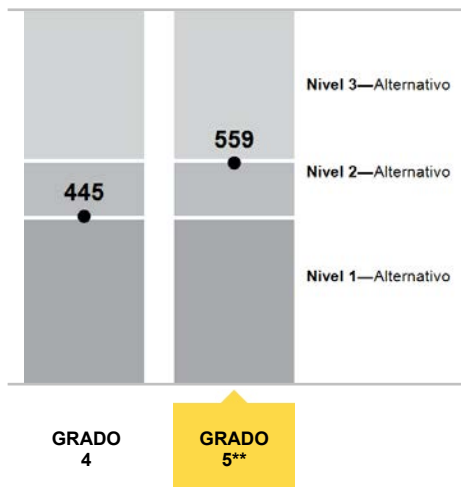 Nivel 3—Alternativo
559
Nivel 2—Alternativo
445
Nivel 1—Alternativo
GRADO
4
GRADO
5**